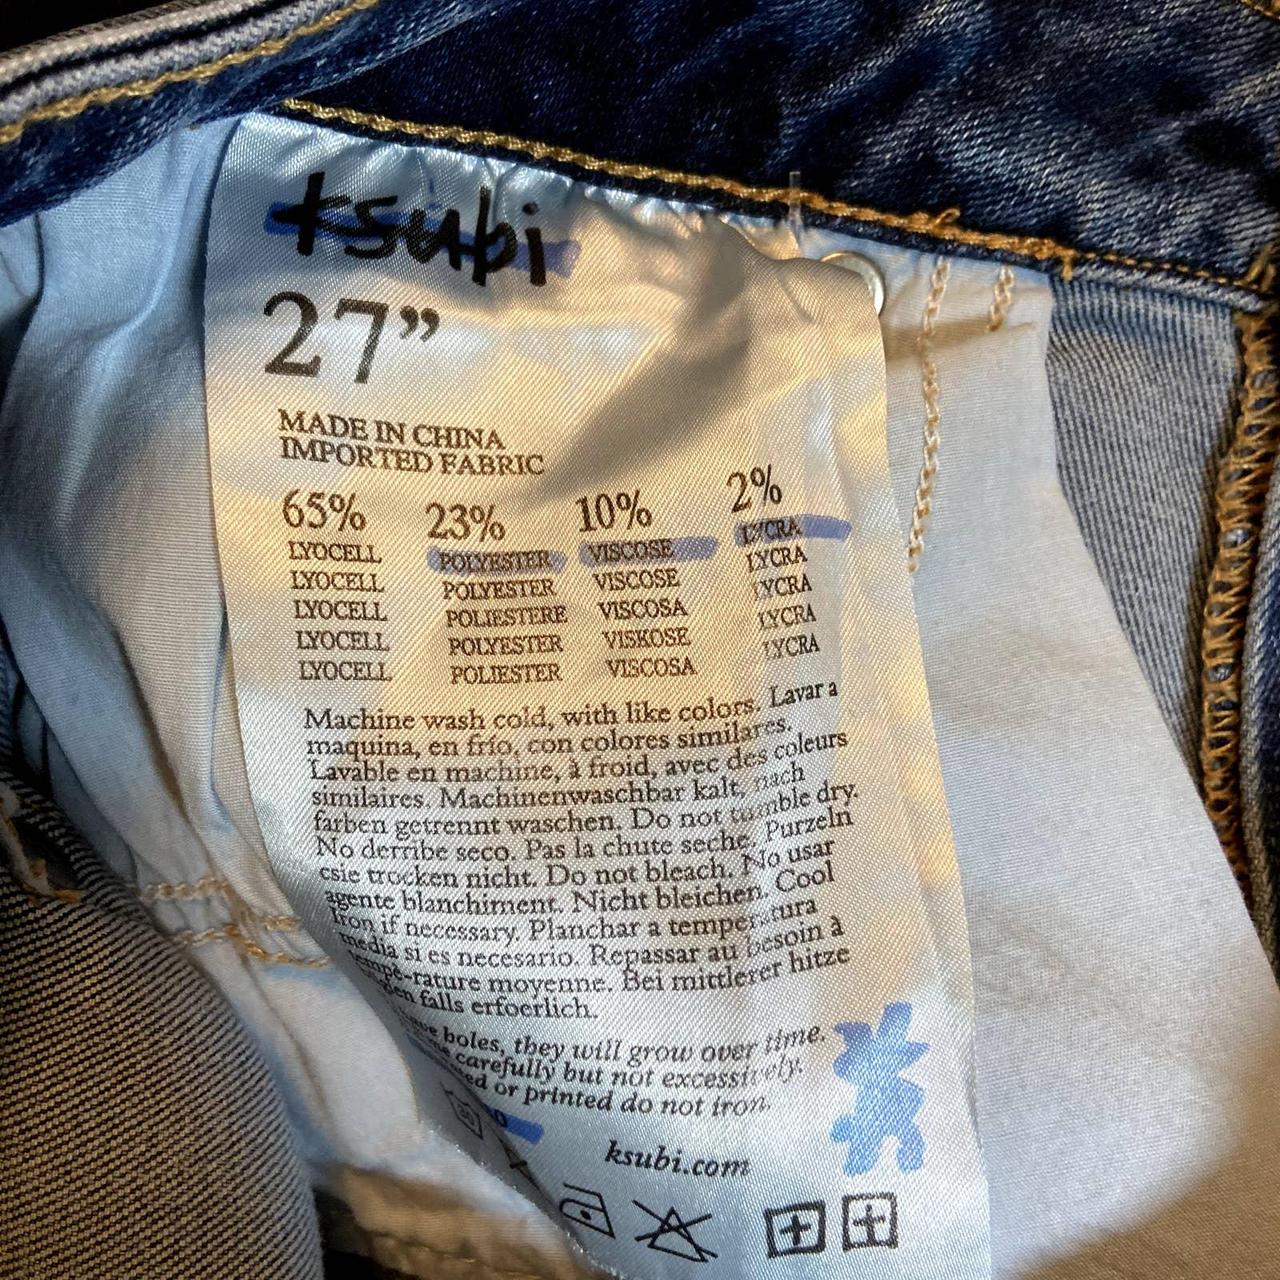 ksubi
27”
MADE IN CHINA
IMPORTED FABRIC
65% 23% 10% 2%
LYOCELL POLYESTER VISCOSE LYCRA
LYOCELL POLYESTER VISCOSE LYCRA
LYOCELL POLIESTERE VISCOSA LYCRA
LYOCELL POLYESTER VISKOSE LYCRA
LYOCELL POLIESTER VISCOSA LYCRA
Machine wash cold, with like colors. Lavar a
maquina, en frío, con colores similares.
Lavable en machine, à froid, avec des coleurs
similaires. Machinenwaschbar kalt, nach
farben getrennt waschen. Do not tumble dry.
No derribe seco. Pas la chute seche. Purzeln
csie trocken nicht. Do not bleach. No usar
agente blanchiment. Nicht bleichen. Cool
Iron if necessary. Planchar a temperatura
media si es necesario. Repassar au besoin à
tempe-rature moyenne. Bei mittlerer hitze
falls erfoerlich.
holes, they will grow over time.
carefully but not excessively.
or printed do not iron.
ksubi.com